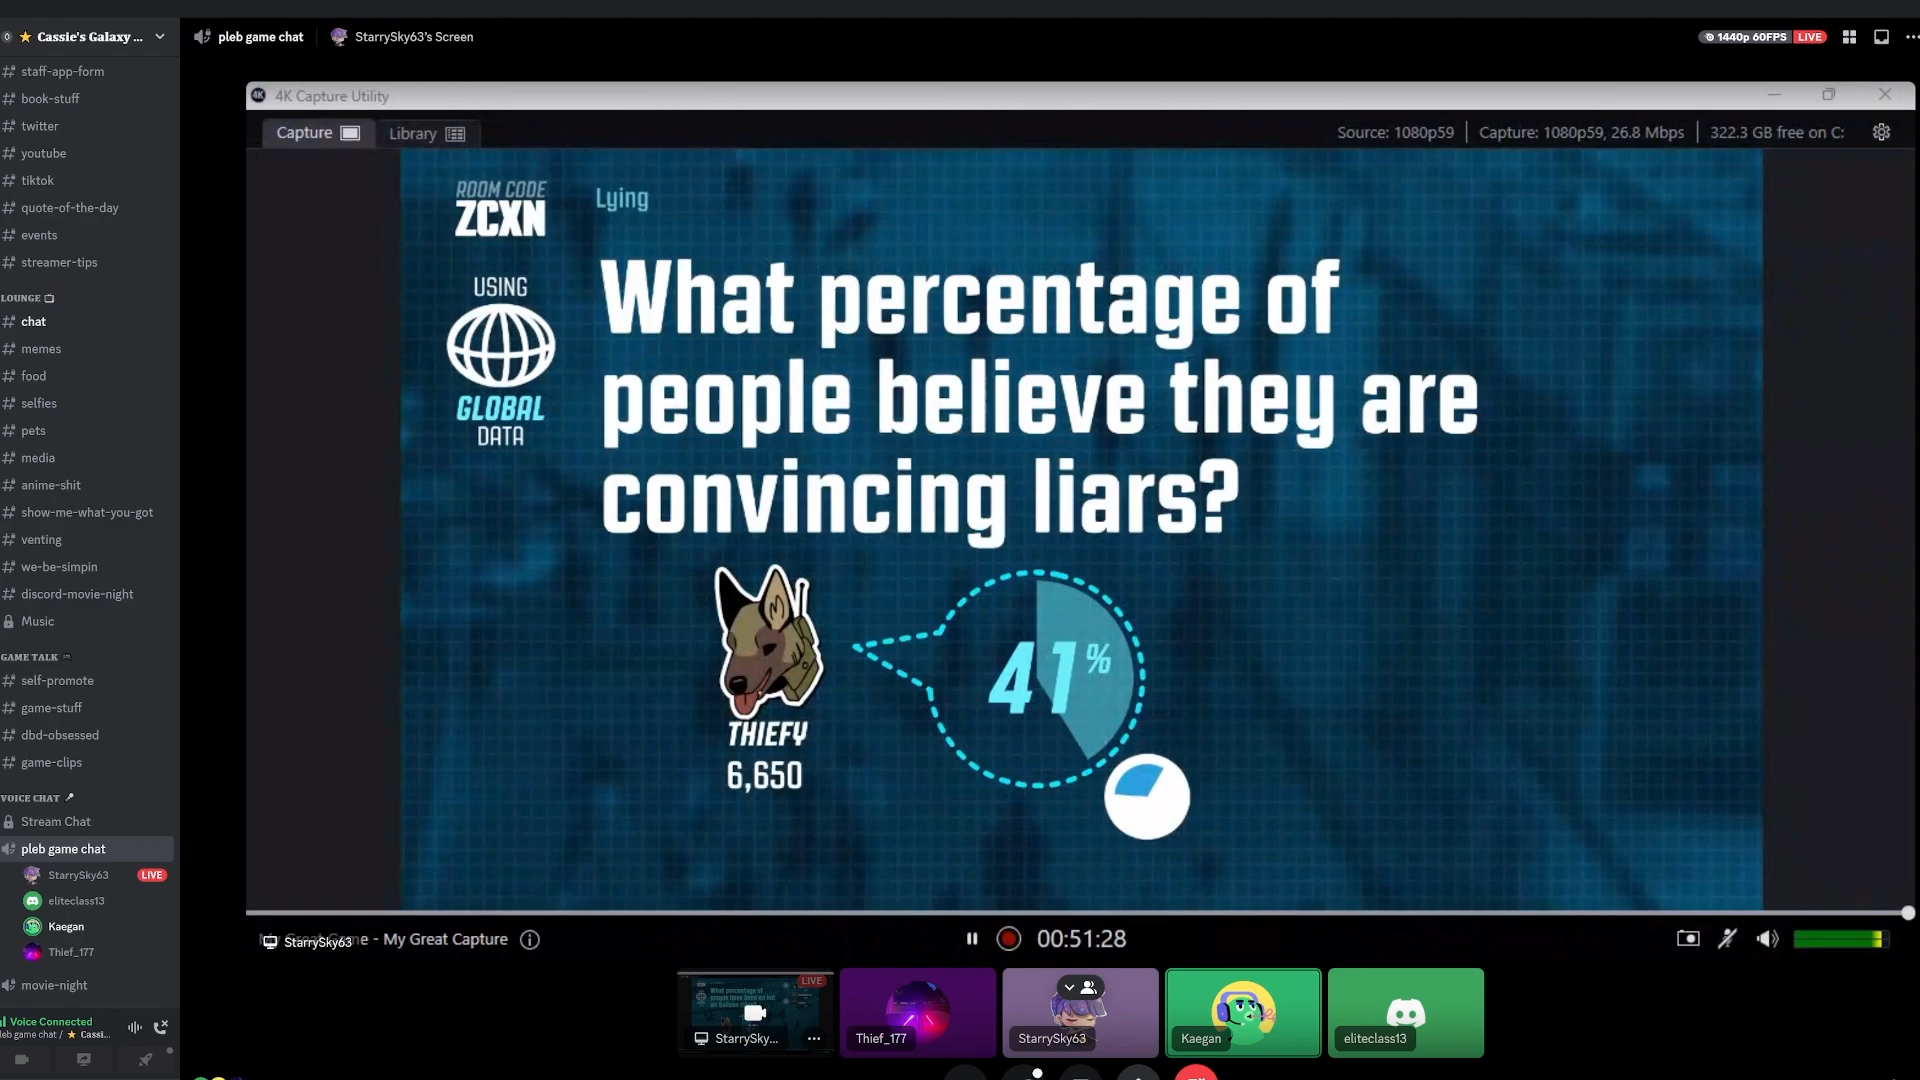 Cassie's Galaxy ...
pleb game chat
StarrySky63's Screen
1440p 60FPS
LIVE
staff-app-form
book-stuff
twitter
youtube
tiktok
quote-of-the-day
events
streamer-tips
LOUNGE
chat
memes
food
selfies
pets
media
anime-shit
show-me-what-you-got
venting
we-be-simpin
discord-movie-night
Music
GAME TALK
self-promote
game-stuff
dbd-obsessed
game-clips
VOICE CHAT
Stream Chat
pleb game chat
StarrySky63
LIVE
eliteclass13
Kaegan
Thief_177
movie-night
Voice Connected
leb game chat / ⭐ Cassi...
4K Capture Utility
Capture
Library
Source: 1080p59
Capture: 1080p59, 26.8 Mbps
322.3 GB free on C:
ROOM CODE
ZCXN
USING
GLOBAL
DATA
Lying
What percentage of
people believe they are
convincing liars?
41%
THIEFY
6,650
StarrySky63
- My Great Capture
00:51:28
LIVE
StarrySky...
Thief_177
StarrySky63
Kaegan
eliteclass13